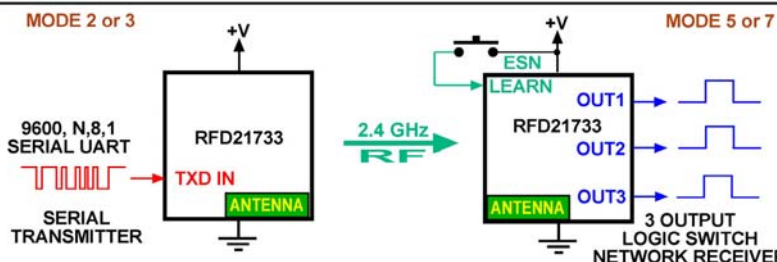 MODE 2 or 3
MODE 5 or 7
+V
+V
ESN
LEARN
OUT1
9600, N,8,1
SERIAL UART
RFD21733
2.4 GHz
RF
RFD21733
OUT2
TXD IN
ANTENNA
ANTENNA
OUT3
SERIAL
TRANSMITTER
3 OUTPUT
LOGIC SWITCH
NETWORK RECEIVER